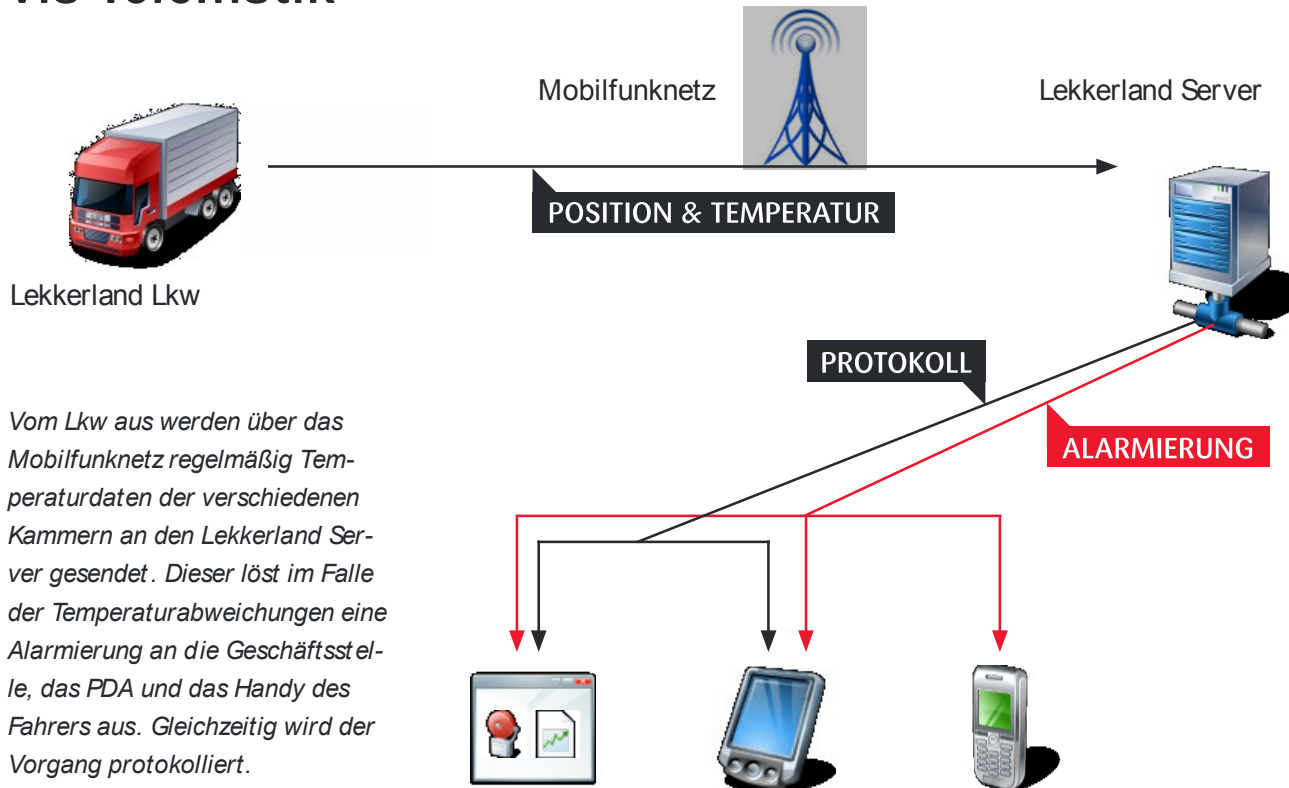 Mobilfunknetz
Lekkerland Server
POSITION & TEMPERATUR
Lekkerland Lkw
PROTOKOLL
ALARMIERUNG
Vom Lkw aus werden über das
Mobilfunknetz regelmäßig Tem-
peraturdaten der verschiedenen
Kammern an den Lekkerland Ser-
ver gesendet. Dieser löst im Falle
der Temperaturabweichungen eine
Alarmierung an die Geschäftsstel-
le, das PDA und das Handy des
Fahrers aus. Gleichzeitig wird der
Vorgang protokolliert.